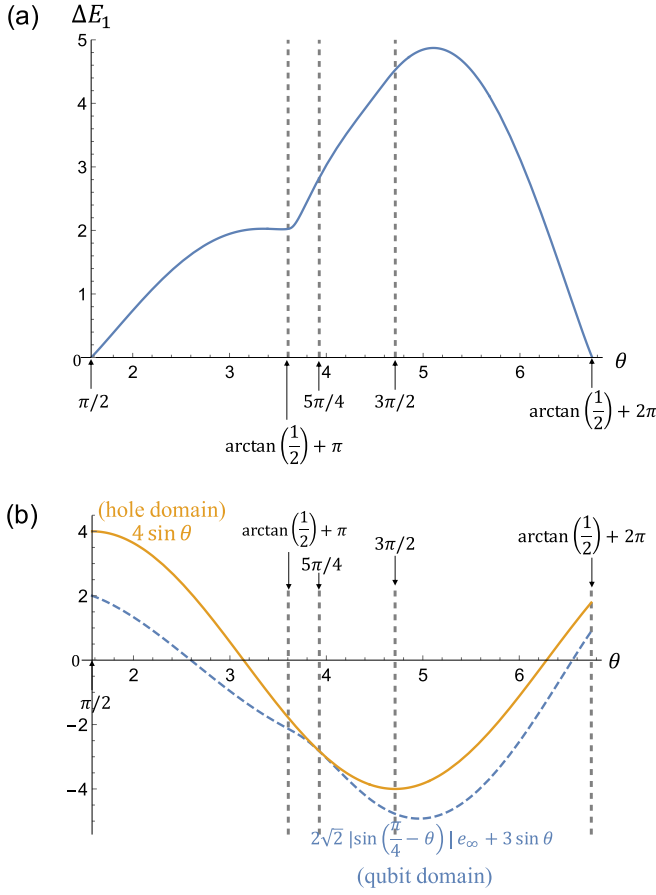 (a)
ΔE₁
5
4
3
2
1
0
2 3 4 5 6 θ
π/2 5π/4 3π/2
arctan(1/2) + π arctan(1/2) + 2π
(b)
(hole domain)
4 sin θ
arctan(1/2) + π 3π/2 arctan(1/2) + 2π
5π/4
4
2
0
2 3 4 5 6 θ
π/2
−2
−4
2√2 |sin(π/4 − θ)| e∞ + 3 sin θ
(qubit domain)